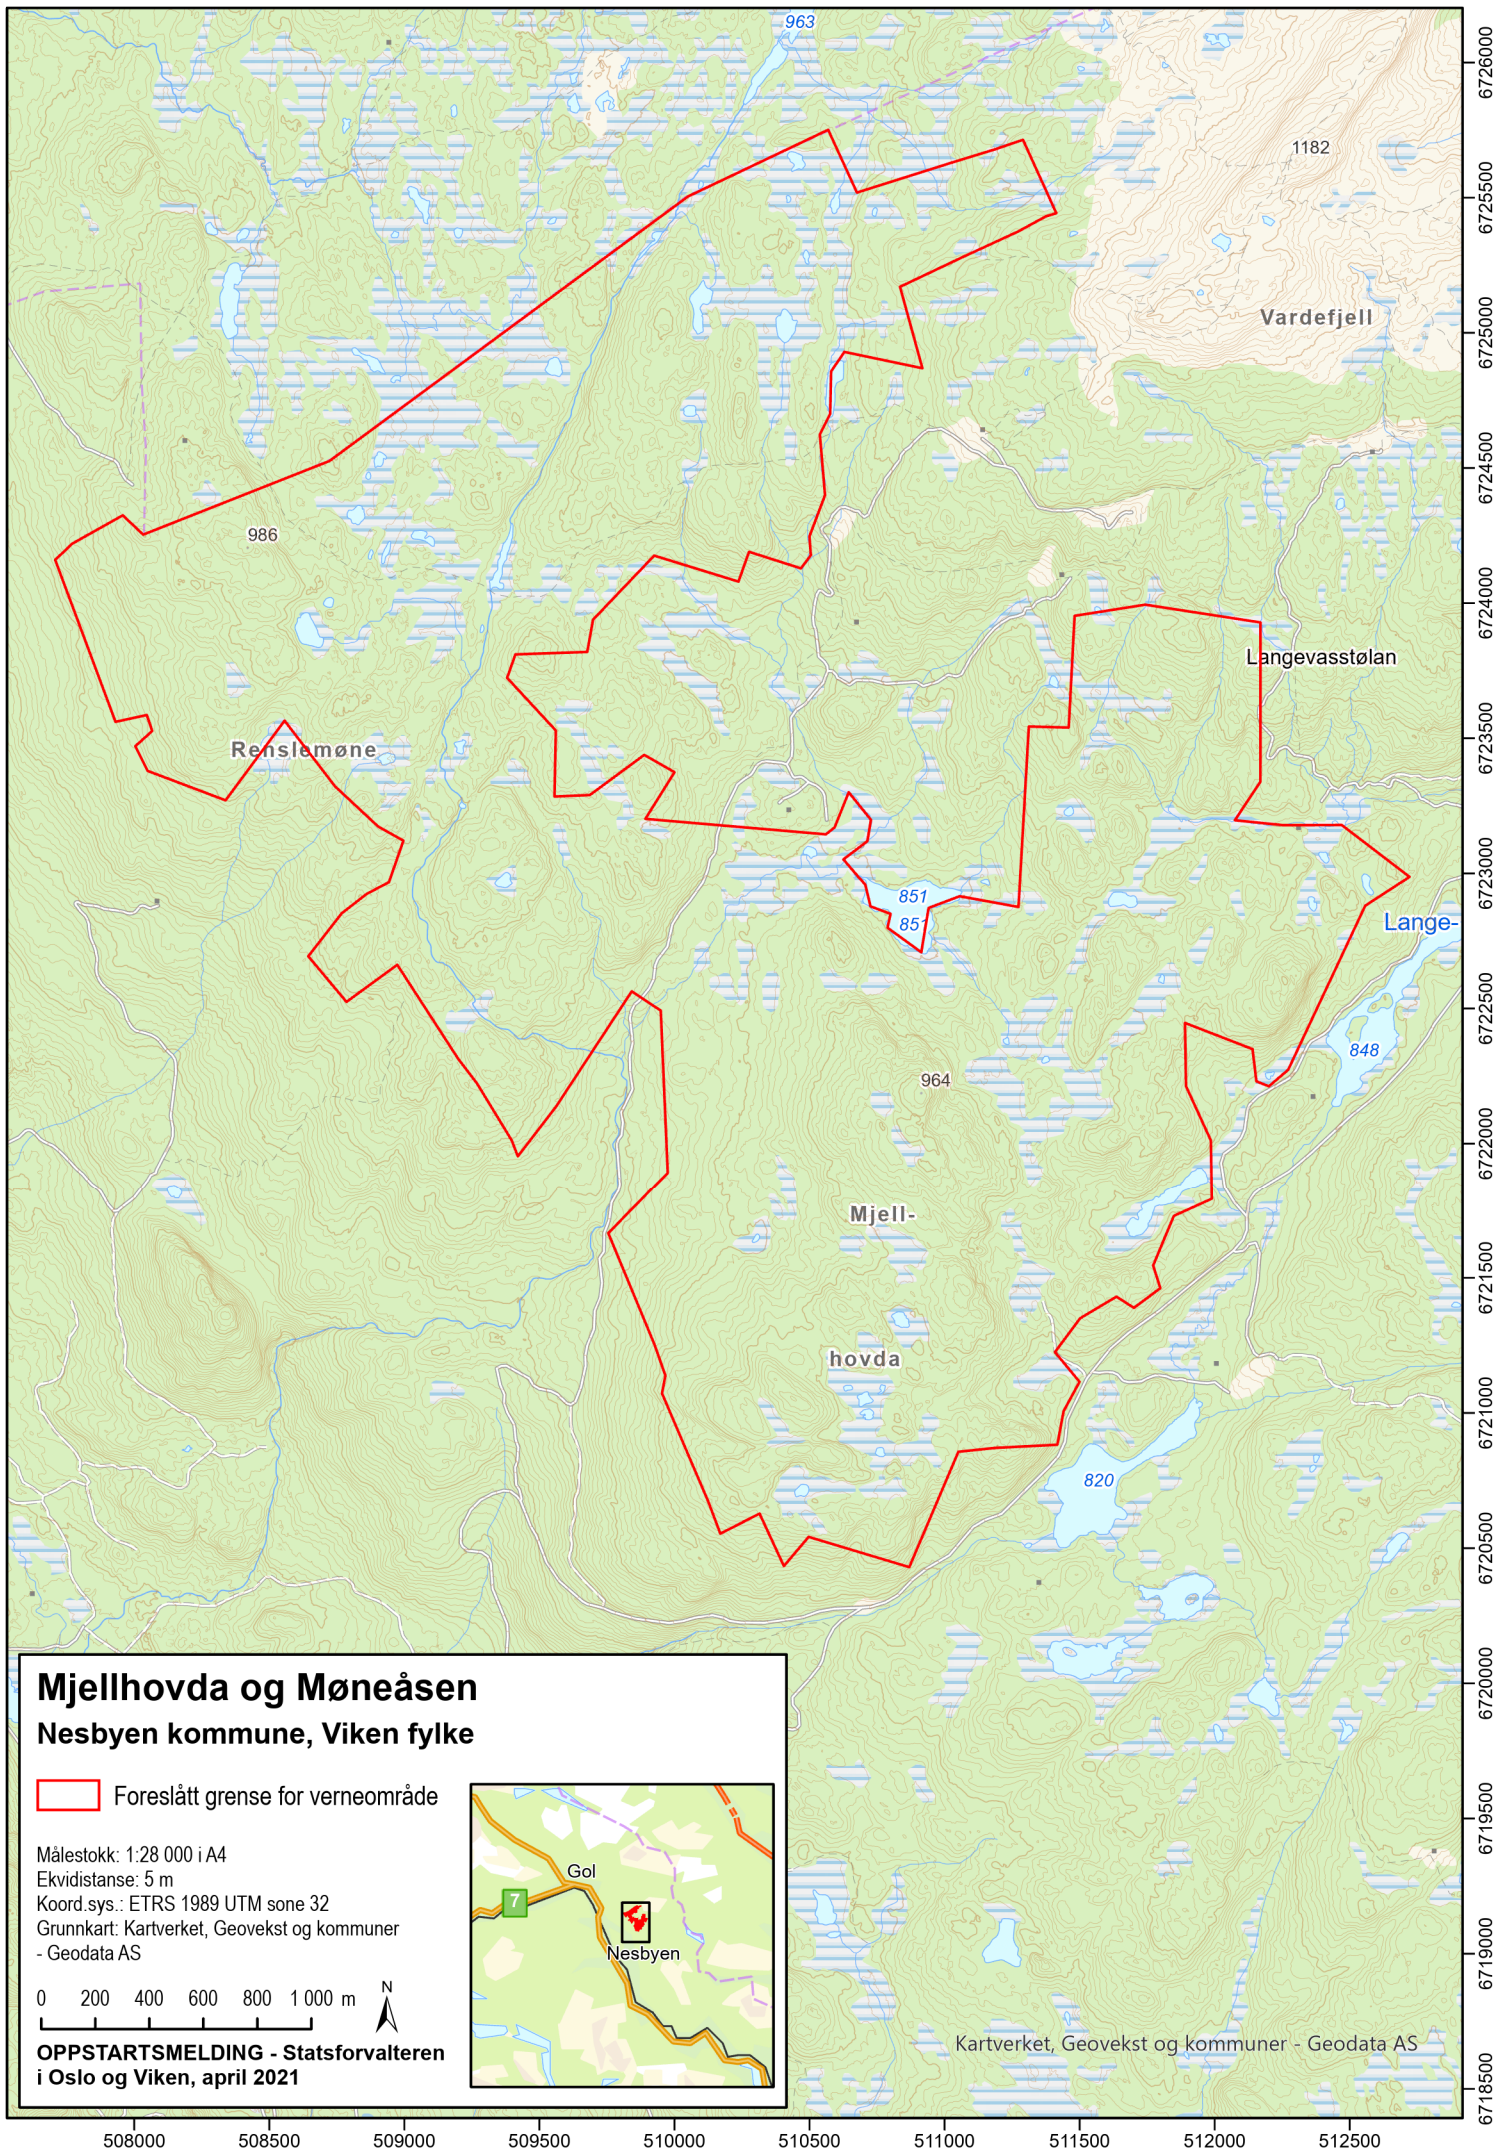 963
1182
Vardefjell
986
Langevasstølan
Renslemøne
851
851
Lange-
848
964
Mjell-
hovda
820
6726000
6725500
6725000
6724500
6724000
6723500
6723000
6722500
6722000
6721500
6721000
6720500
6720000
6719500
6719000
6718500
Mjellhovda og Møneåsen
Nesbyen kommune, Viken fylke
Foreslått grense for verneområde
Målestokk: 1:28 000 i A4
Ekvidistanse: 5 m
Koord.sys.: ETRS 1989 UTM sone 32
Grunnkart: Kartverket, Geovekst og kommuner
- Geodata AS
0 200 400 600 800 1 000 m
N
OPPSTARTSMELDING - Statsforvalteren
i Oslo og Viken, april 2021
Gol
7
Nesbyen
Kartverket, Geovekst og kommuner - Geodata AS
508000 508500 509000 509500 510000 510500 511000 511500 512000 512500